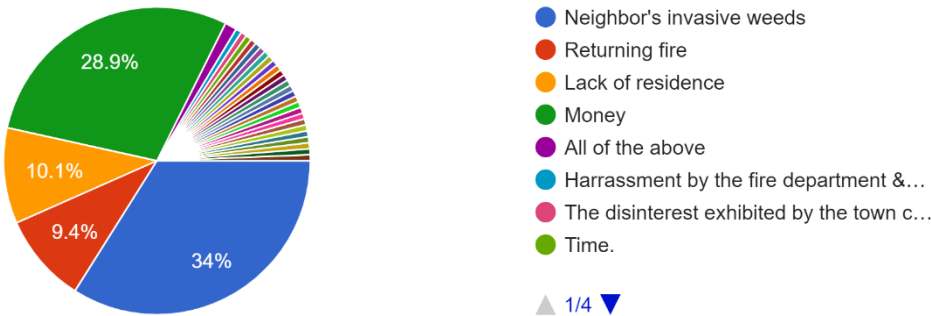 28.9%
10.1%
9.4%
34%
Neighbor's invasive weeds
Returning fire
Lack of residence
Money
All of the above
Harrassment by the fire department &...
The disinterest exhibited by the town c...
Time.
1/4